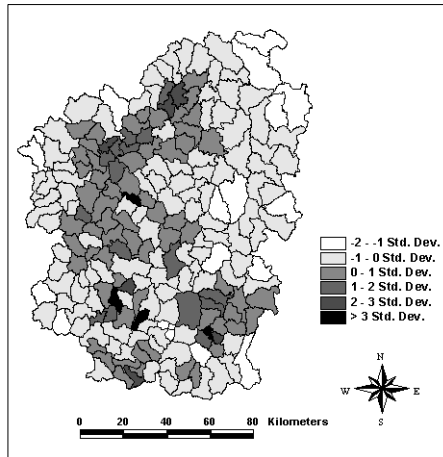 -2 - -1 Std. Dev.
-1 - 0 Std. Dev.
0 - 1 Std. Dev.
1 - 2 Std. Dev.
2 - 3 Std. Dev.
> 3 Std. Dev.
N
W E
S
0 20 40 60 80 Kilometers